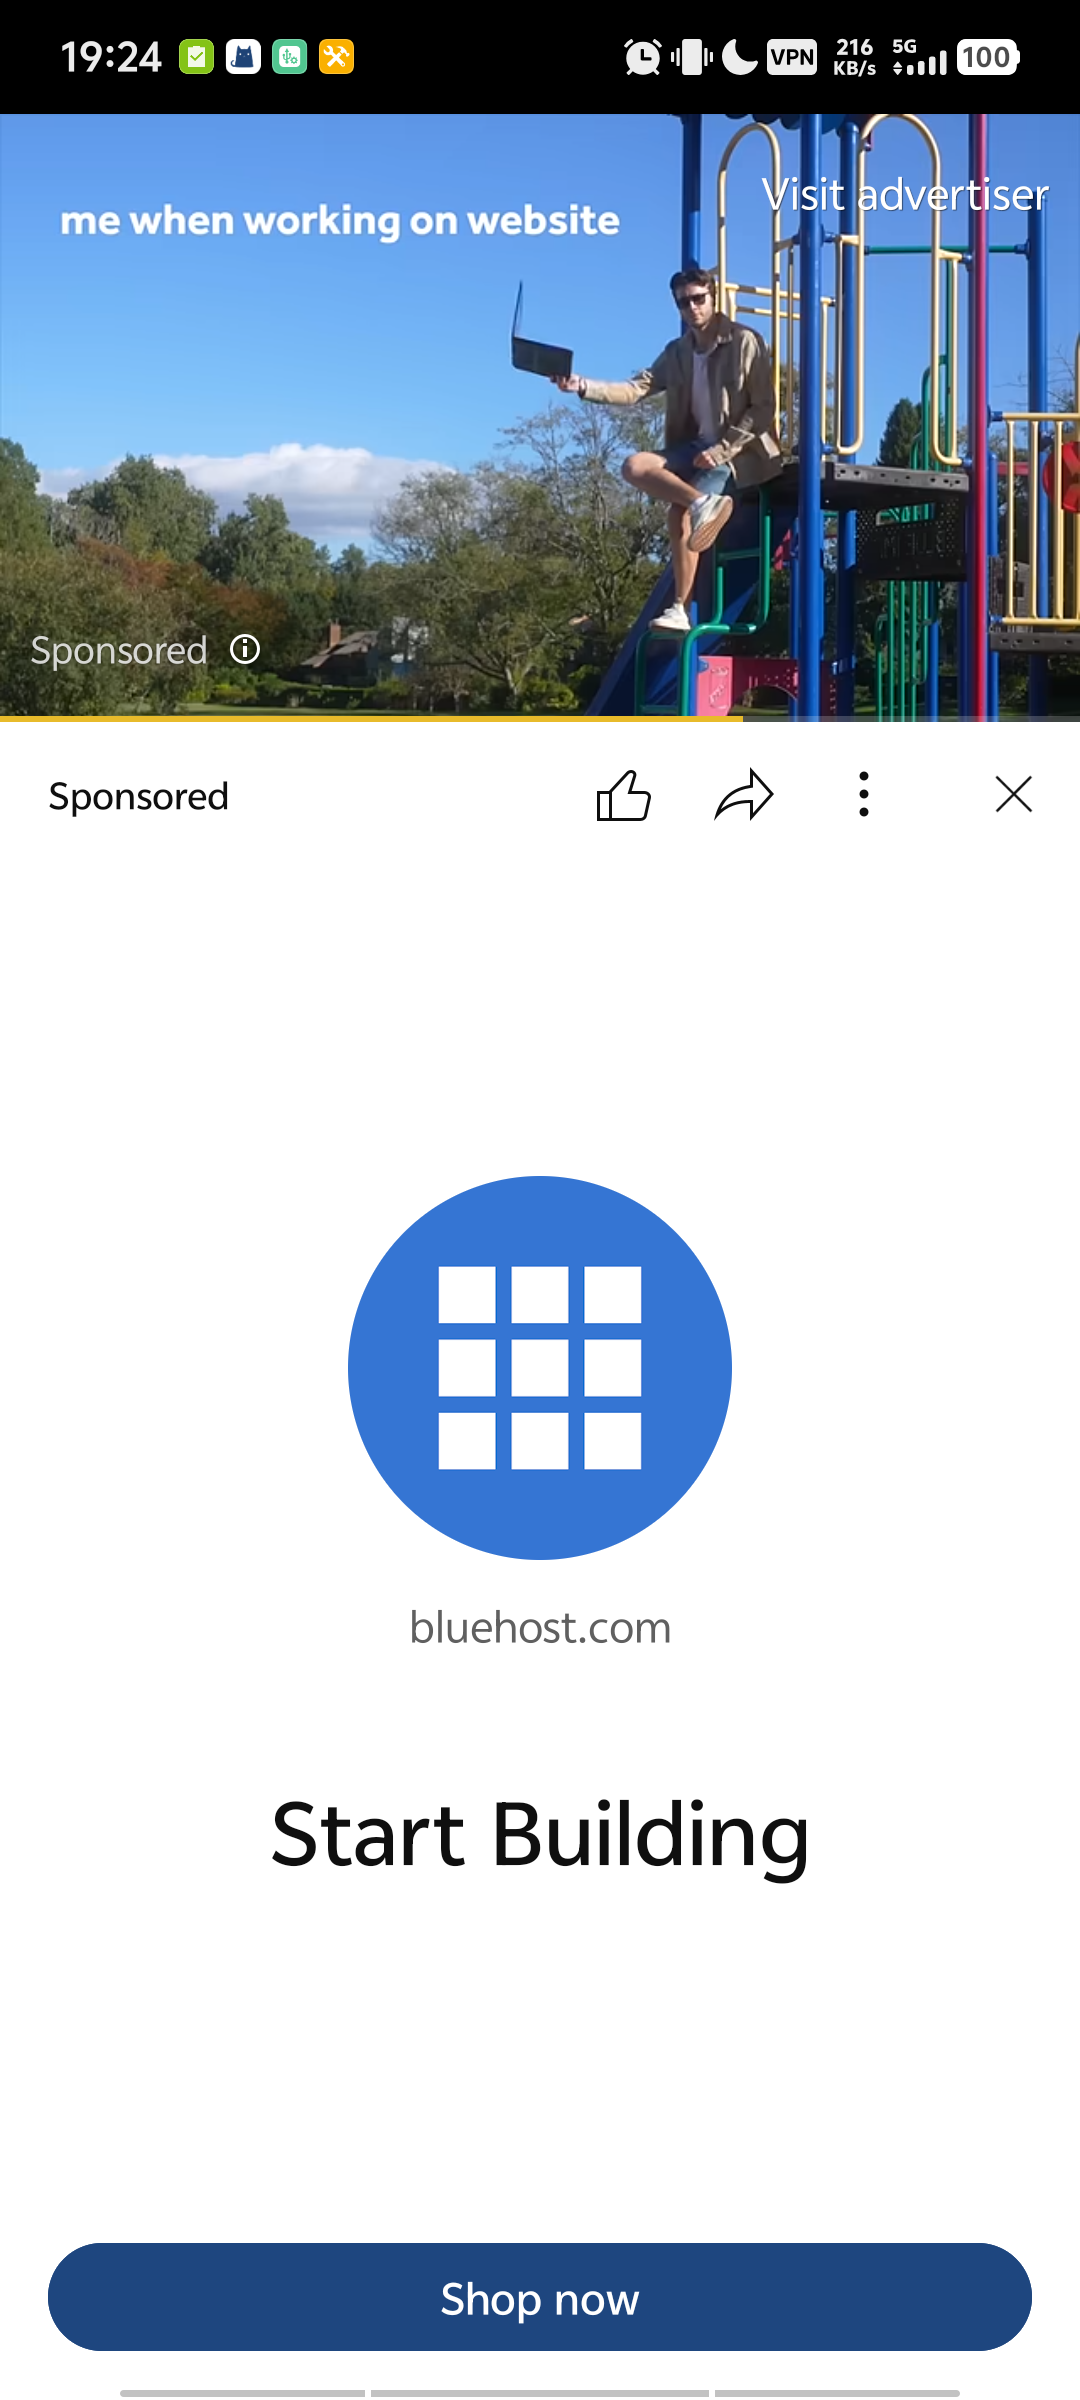 19:24
VPN
216
KB/s
5G
100
me when working on website
Visit advertiser
Sponsored
Sponsored
bluehost.com
Start Building
Shop now